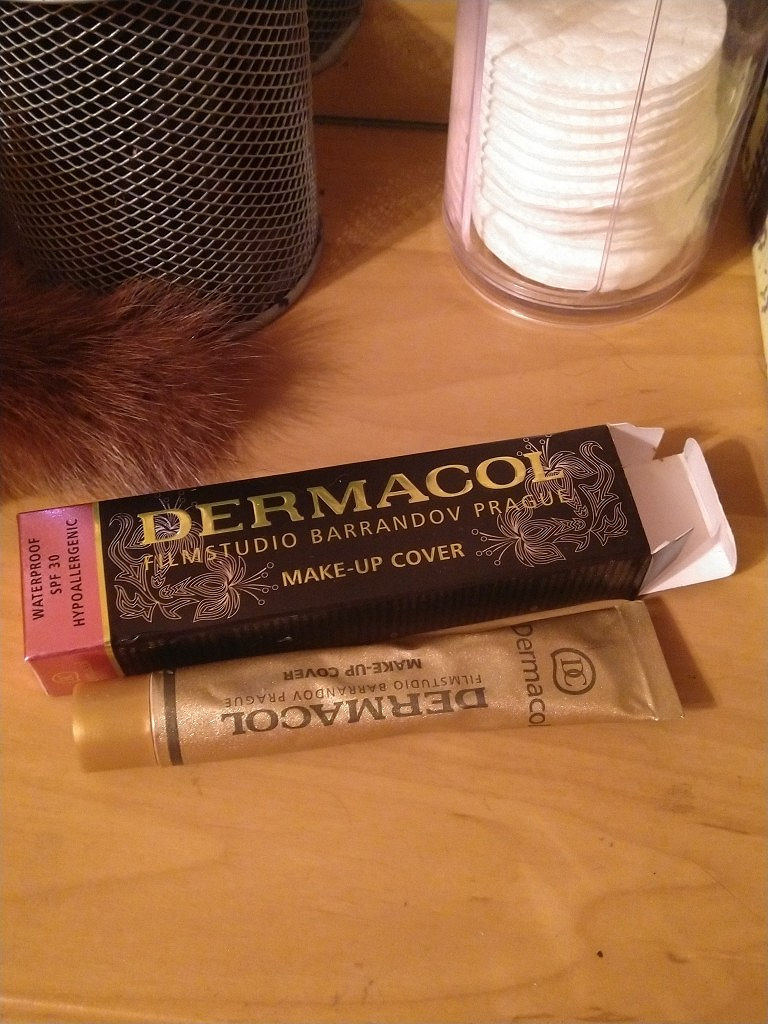 DERMACOL
FILMSTUDIO BARRANDOV PRAGUE
MAKE-UP COVER
WATERPROOF
SPF 30
HYPOALLERGENIC
DERMACOL
FILMSTUDIO BARRANDOV PRAGUE
MAKE-UP COVER
Dermacol
DC